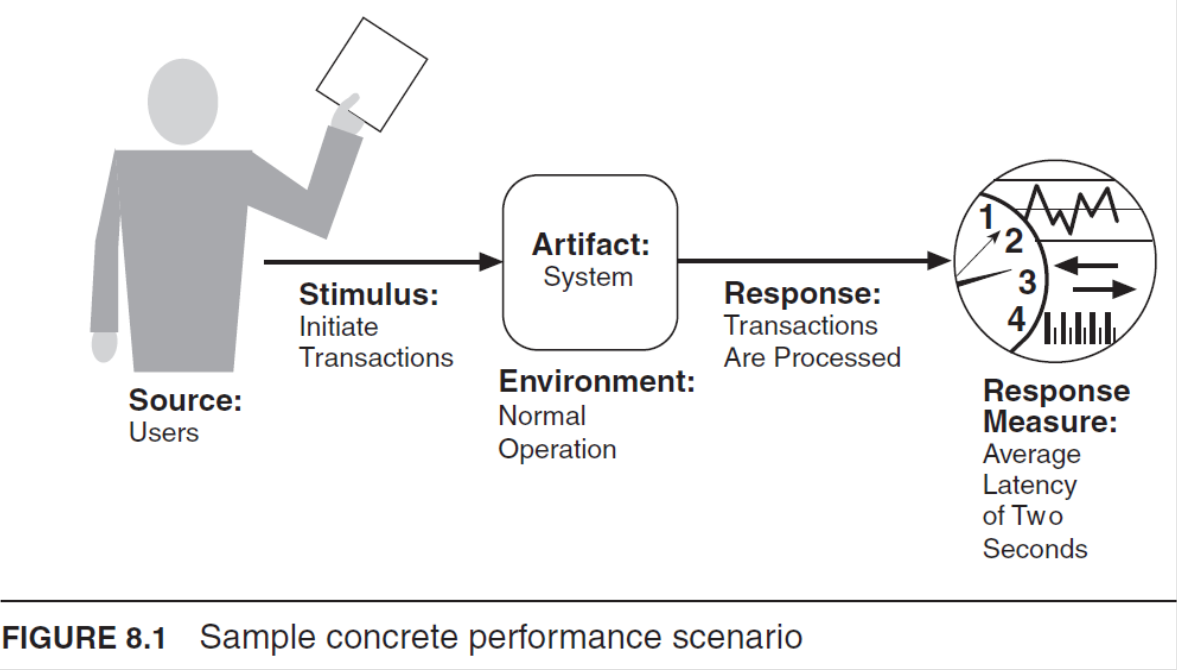 Source:
Users
Stimulus:
Initiate
Transactions
Artifact:
System
Environment:
Normal
Operation
Response:
Transactions
Are Processed
1
2
3
4
Response
Measure:
Average
Latency
of Two
Seconds
FIGURE 8.1 Sample concrete performance scenario